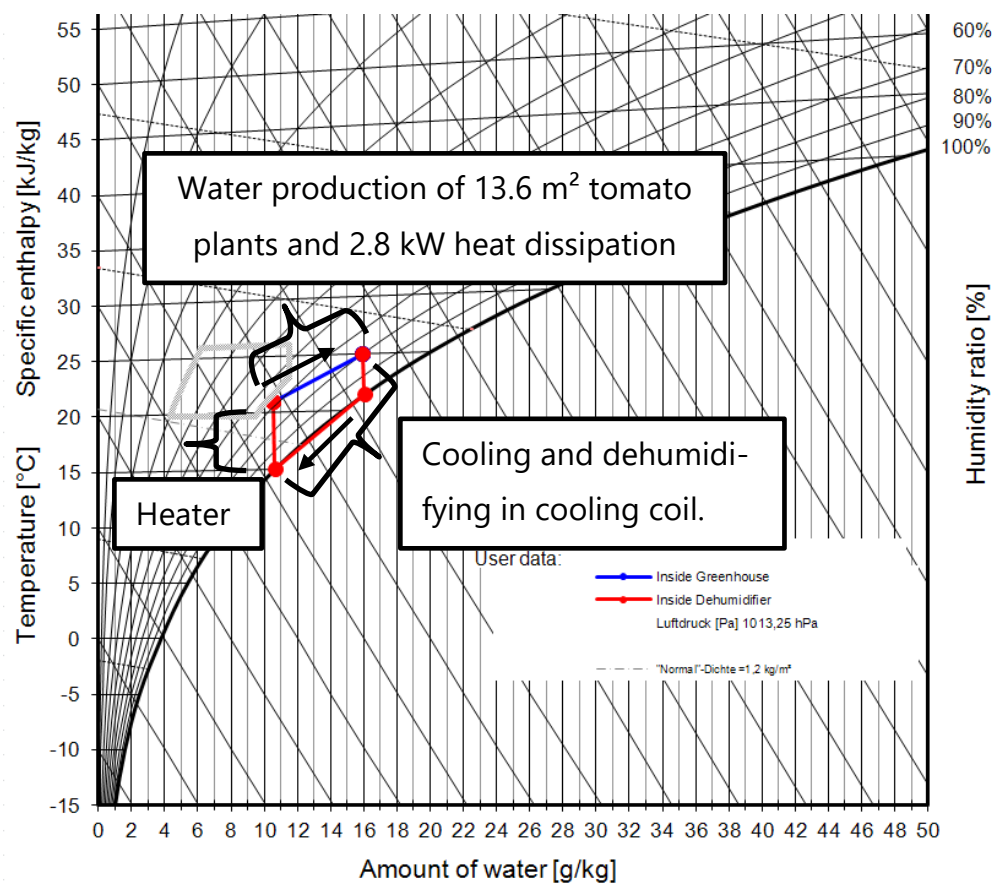 55
50
45
40
35
30
25
20
15
10
5
0
-5
-10
-15
Specific enthalpy [kJ/kg]
Temperature [°C]
60%
70%
80%
90%
100%
Humidity ratio [%]
Water production of 13.6 m² tomato
plants and 2.8 kW heat dissipation
Heater
Cooling and dehumidi-
fying in cooling coil.
User data:
Inside Greenhouse
Inside Dehumidifier
Luftdruck [Pa] 1013,25 hPa
"Normal"-Dichte =1,2 kg/m³
0 2 4 6 8 10 12 14 16 18 20 22 24 26 28 30 32 34 36 38 40 42 44 46 48 50
Amount of water [g/kg]